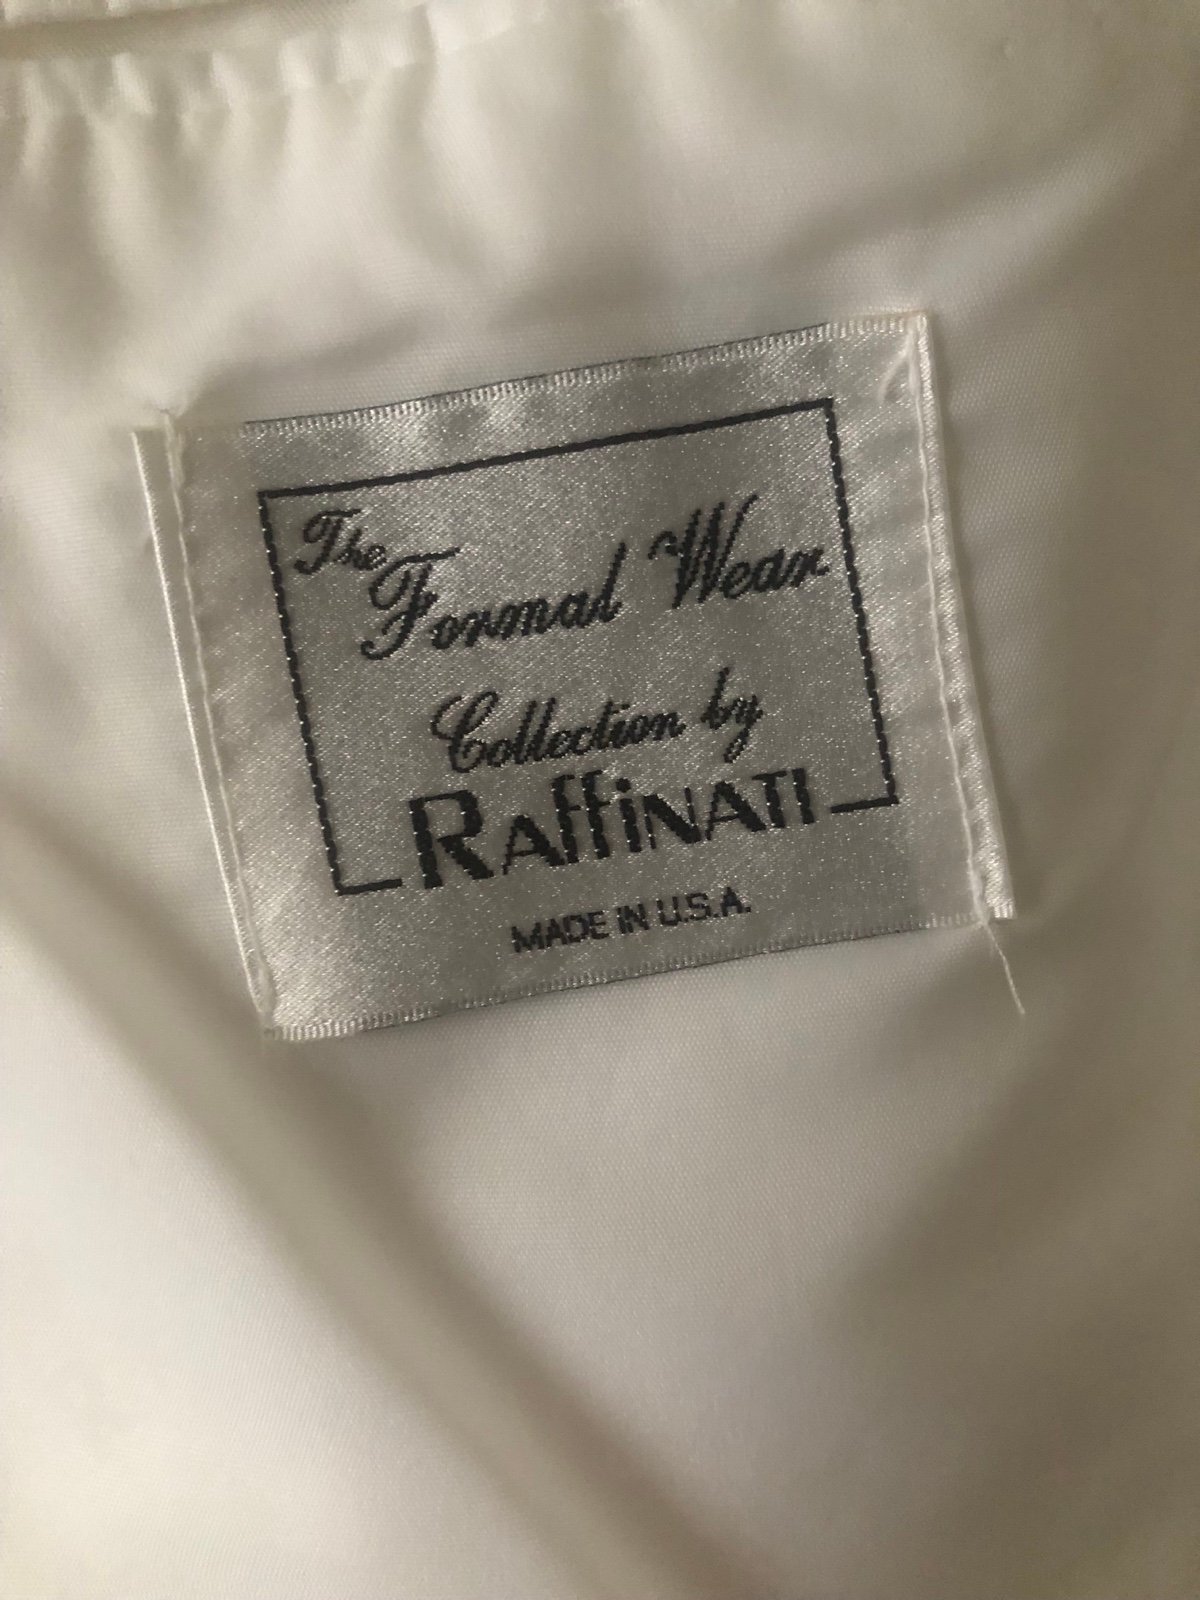 The
Formal Wear
Collection by
RAffiNATI
MADE IN U.S.A.